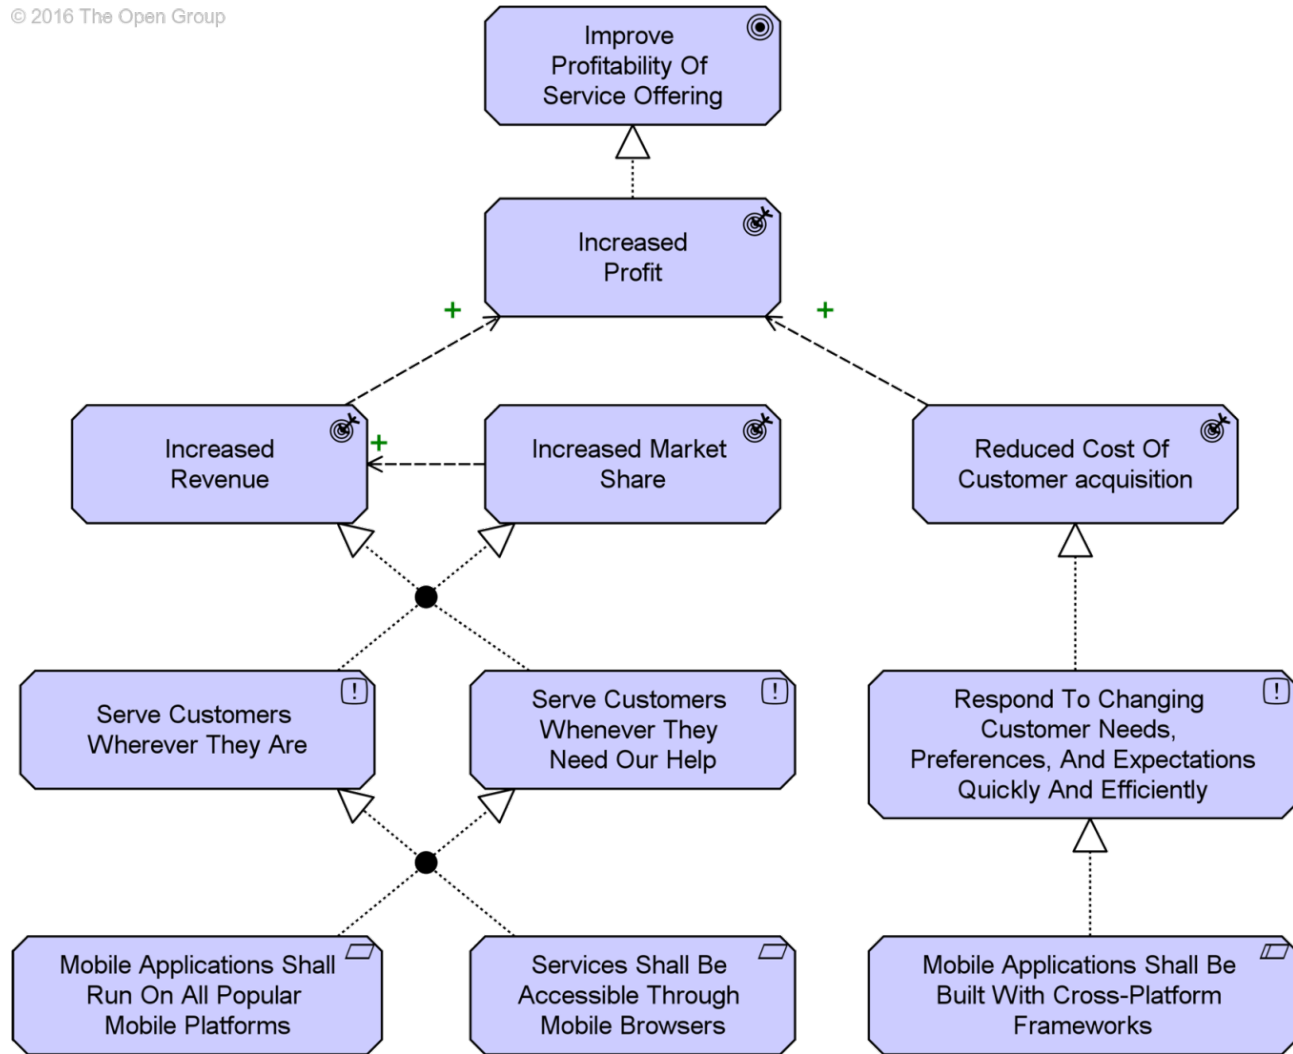 © 2016 The Open Group
Improve
Profitability Of
Service Offering
Increased
Profit
+
+
Increased
Revenue
+
Increased Market
Share
Reduced Cost Of
Customer acquisition
Serve Customers
Wherever They Are
!
Serve Customers
Whenever They
Need Our Help
!
Respond To Changing
Customer Needs,
Preferences, And Expectations
Quickly And Efficiently
!
Mobile Applications Shall
Run On All Popular
Mobile Platforms
Services Shall Be
Accessible Through
Mobile Browsers
Mobile Applications Shall Be
Built With Cross-Platform
Frameworks